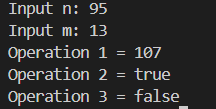 Input n: 95
Input m: 13
Operation 1 = 107
Operation 2 = true
Operation 3 = false